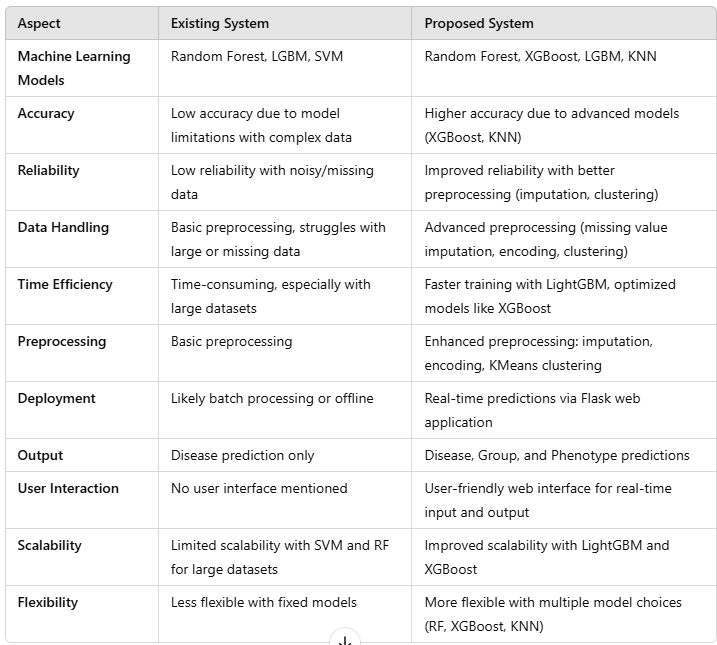 Aspect Existing System Proposed System
Machine Learning Random Forest, LGBM, SVM Random Forest, XGBoost, LGBM, KNN
Models
Accuracy Low accuracy due to model Higher accuracy due to advanced models
limitations with complex data (XGBoost, KNN)
Reliability Low reliability with noisy/missing Improved reliability with better
data preprocessing (imputation, clustering)
Data Handling Basic preprocessing, struggles with Advanced preprocessing (missing value
large or missing data imputation, encoding, clustering)
Time Efficiency Time-consuming, especially with Faster training with LightGBM, optimized
large datasets models like XGBoost
Preprocessing Basic preprocessing Enhanced preprocessing: imputation,
encoding, KMeans clustering
Deployment Likely batch processing or offline Real-time predictions via Flask web
application
Output Disease prediction only Disease, Group, and Phenotype predictions
User Interaction No user interface mentioned User-friendly web interface for real-time
input and output
Scalability Limited scalability with SVM and RF Improved scalability with LightGBM and
for large datasets XGBoost
Flexibility Less flexible with fixed models More flexible with multiple model choices
(RF, XGBoost, KNN)